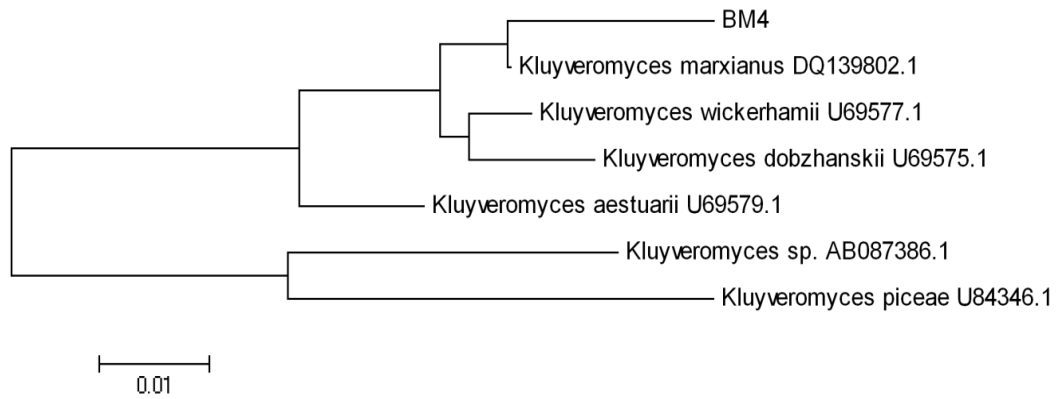 BM4
Kluyveromyces marxianus DQ139802.1
Kluyveromyces wickerhamii U69577.1
Kluyveromyces dobzhanskii U69575.1
Kluyveromyces aestuarii U69579.1
Kluyveromyces sp. AB087386.1
Kluyveromyces piceae U84346.1
0.01